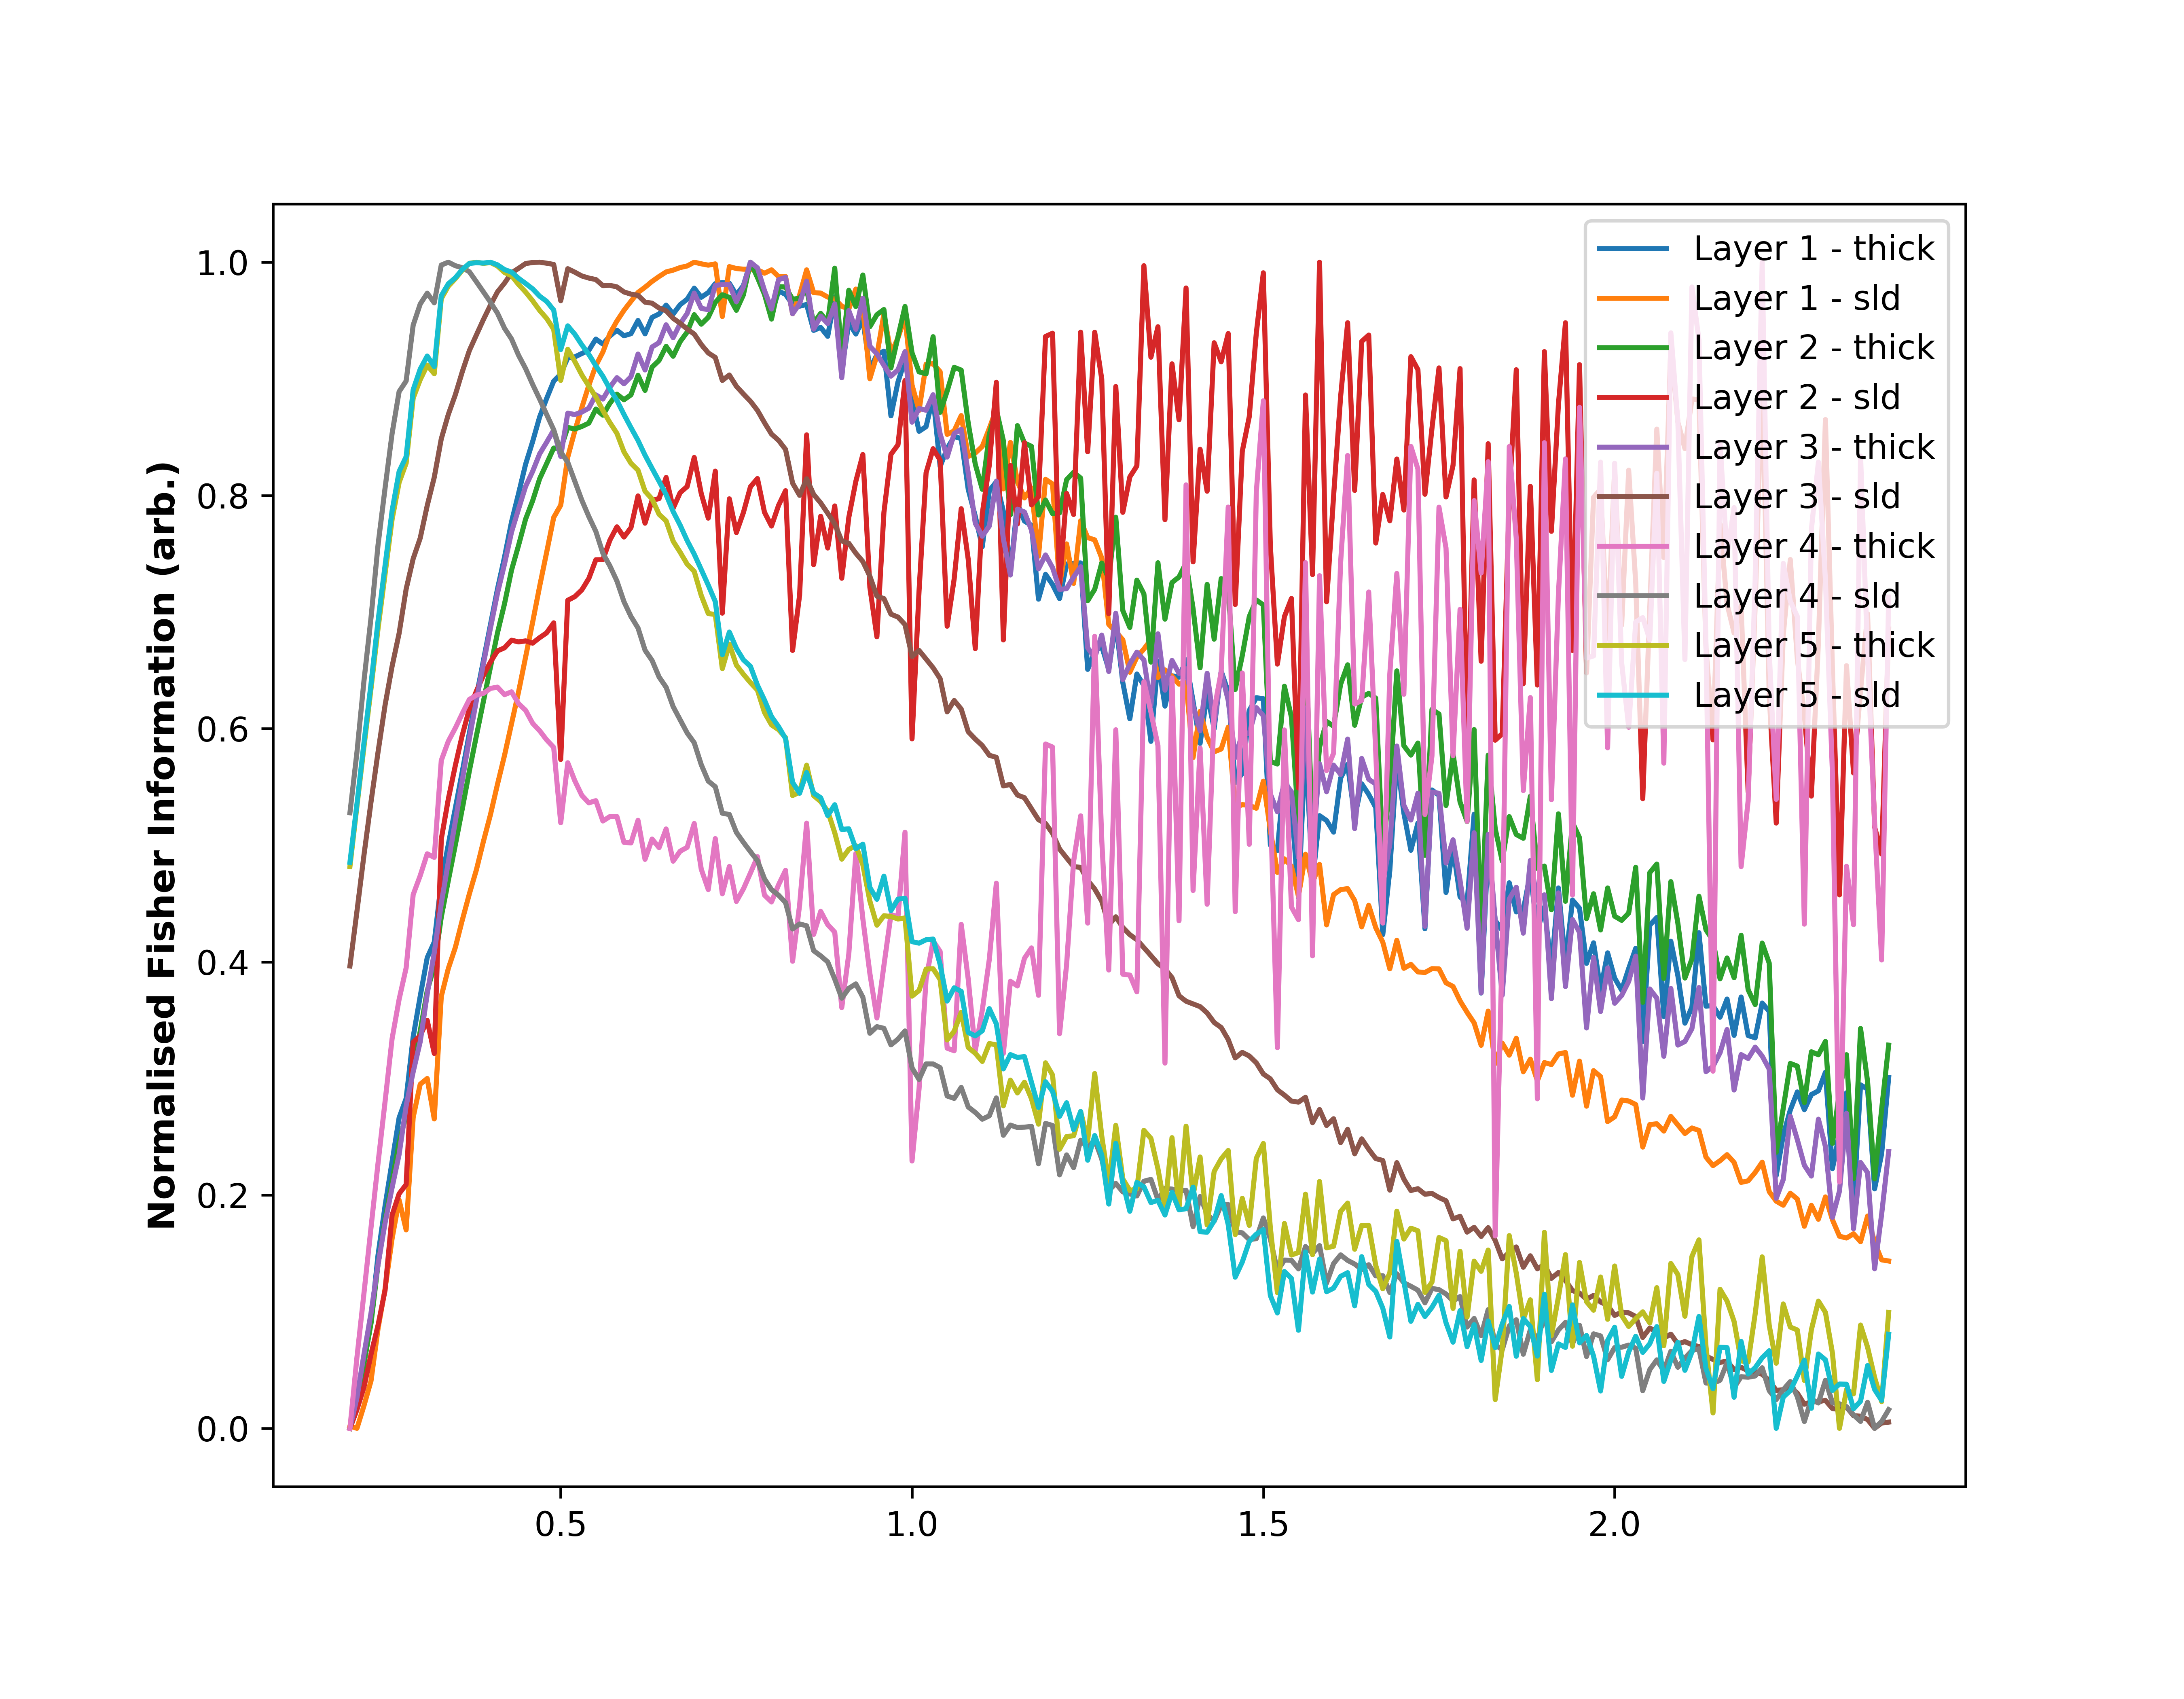 Normalised Fisher Information (arb.)
1.0
0.8
0.6
0.4
0.2
0.0
0.5
1.0
1.5
2.0
Layer 1 - thick
Layer 1 - sld
Layer 2 - thick
Layer 2 - sld
Layer 3 - thick
Layer 3 - sld
Layer 4 - thick
Layer 4 - sld
Layer 5 - thick
Layer 5 - sld